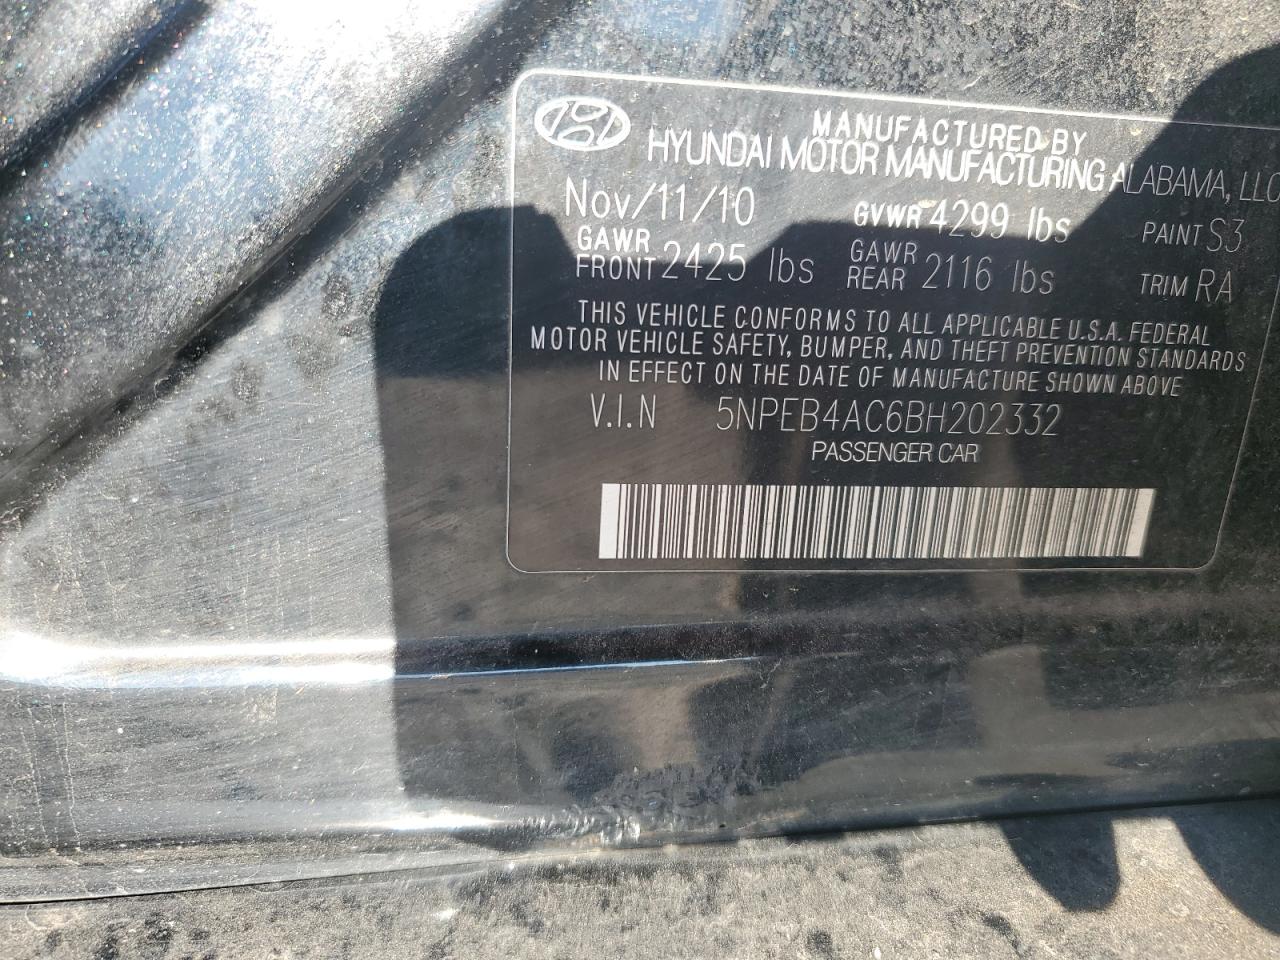 MANUFACTURED BY
HYUNDAI MOTOR MANUFACTURING ALABAMA, LLC
Nov/11/10 GVWR 4299 lbs PAINT S3
GAWR FRONT 2425 lbs GAWR REAR 2116 lbs TRIM RA
THIS VEHICLE CONFORMS TO ALL APPLICABLE U.S.A. FEDERAL
MOTOR VEHICLE SAFETY, BUMPER, AND THEFT PREVENTION STANDARDS
IN EFFECT ON THE DATE OF MANUFACTURE SHOWN ABOVE
V.I.N 5NPEB4AC6BH202332
PASSENGER CAR